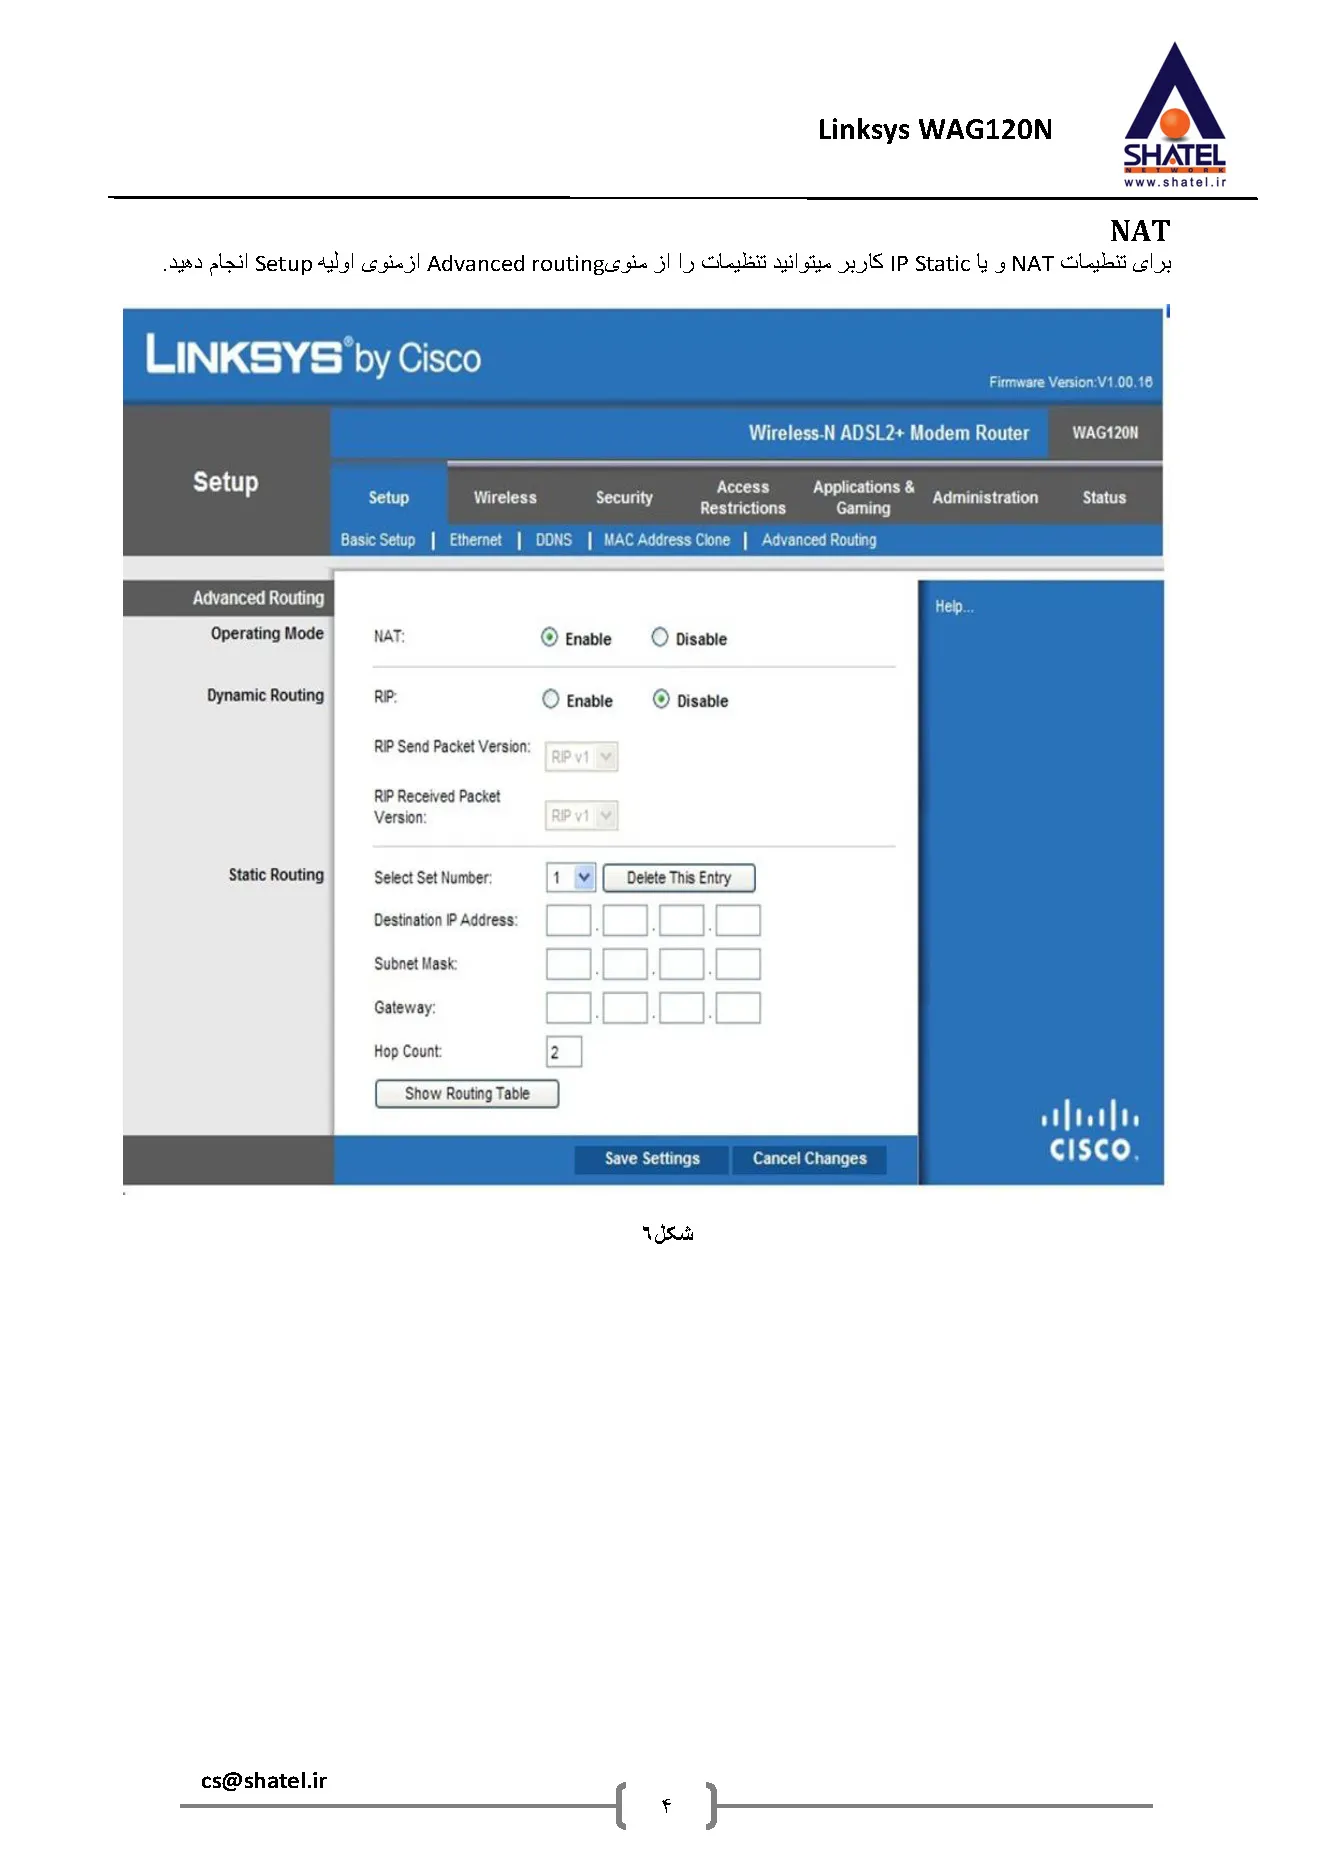 Linksys WAG120N
SHATEL
NETWORK
www.shatel.ir
NAT
برای تنطیمات NAT و یا IP Static کاربر میتوانید تنظیمات را از منویAdvanced routing ازمنوی اولیه Setup انجام دهید.
LINKSYS® by Cisco
Firmware Version:V1.00.16
Wireless-N ADSL2+ Modem Router
WAG120N
Setup
Setup
Wireless
Security
Access Restrictions
Applications & Gaming
Administration
Status
Basic Setup | Ethernet | DDNS | MAC Address Clone | Advanced Routing
Advanced Routing
Help...
Operating Mode
NAT: Enable Disable
Dynamic Routing
RIP: Enable Disable
RIP Send Packet Version: RIP v1
RIP Received Packet
Version: RIP v1
Static Routing
Select Set Number: 1 Delete This Entry
Destination IP Address: . . .
Subnet Mask: . . .
Gateway: . . .
Hop Count: 2
Show Routing Table
CISCO.
Save Settings Cancel Changes
شکل٦
cs@shatel.ir
۴